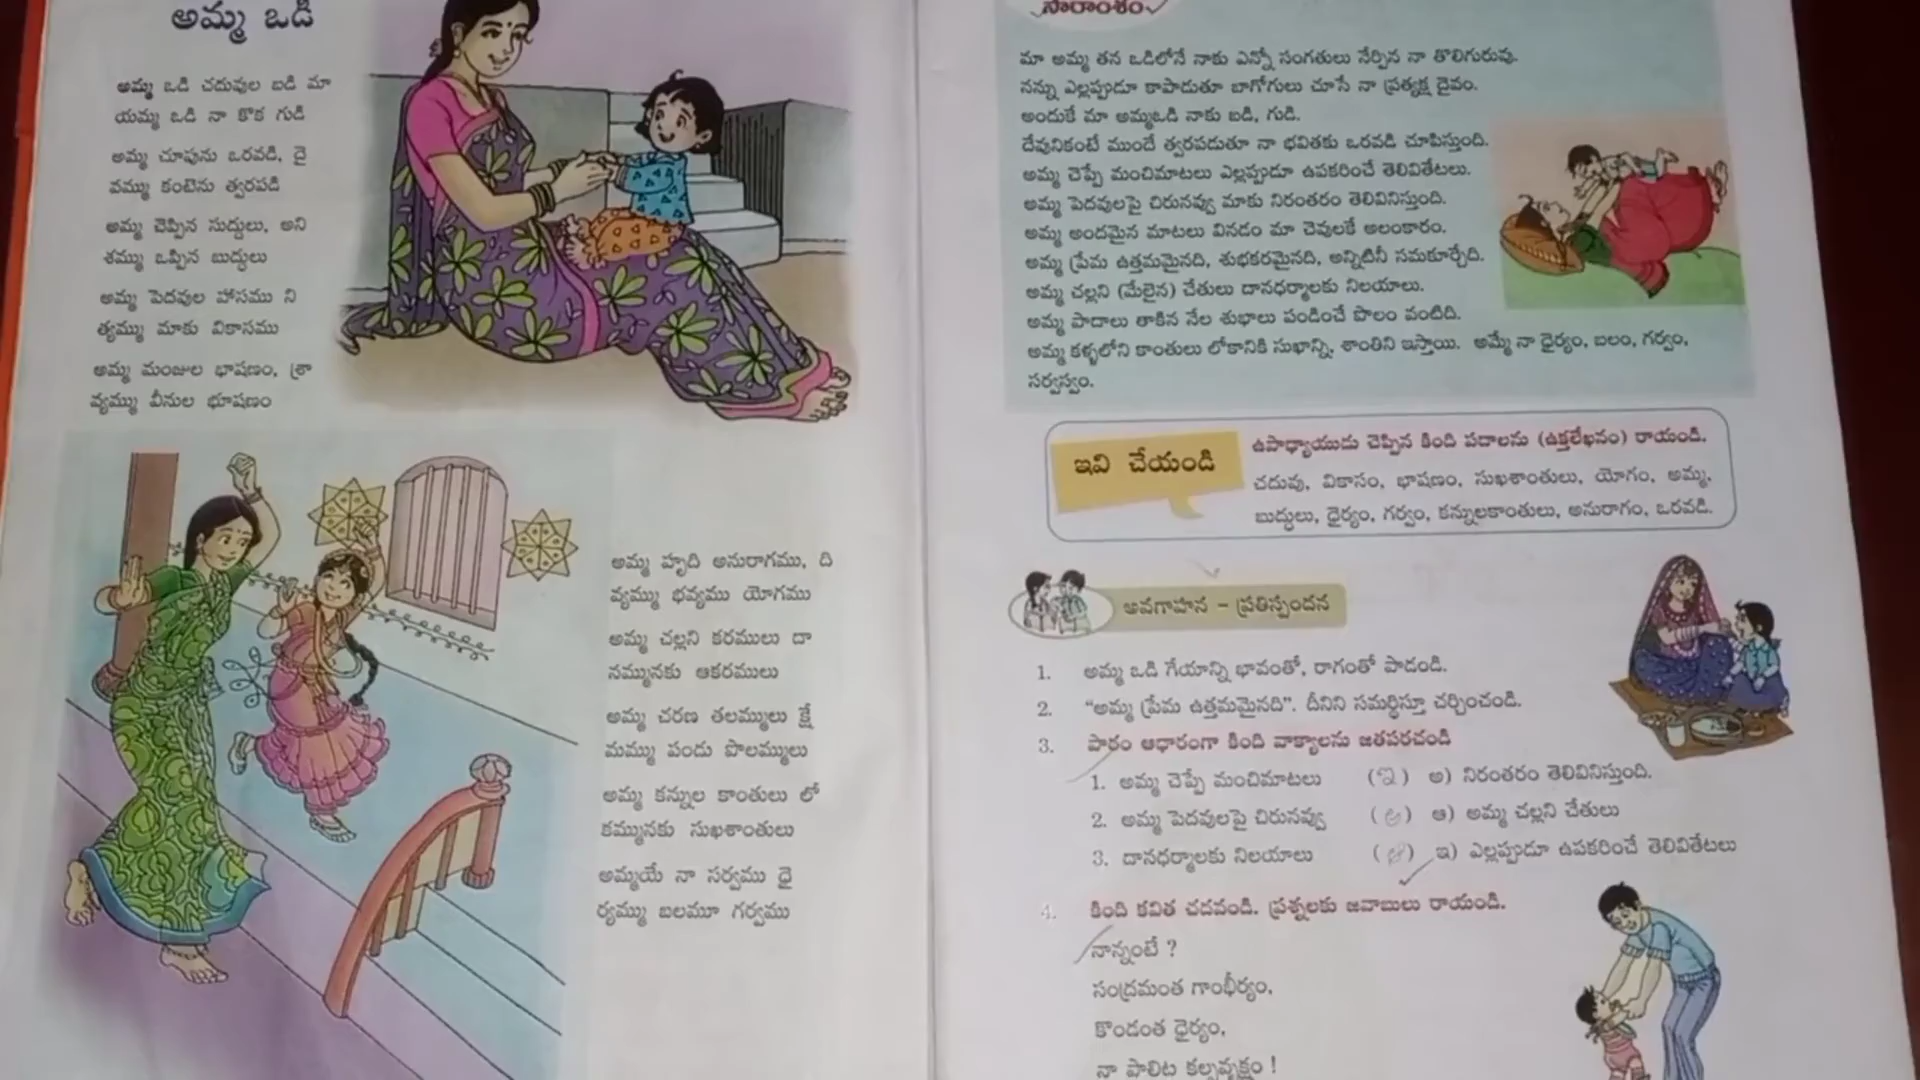 అమ్మ ఒడి
అమ్మ ఒడి చదువుల బడి మా
యమ్మ ఒడి నా కొక గుడి
అమ్మ చూపును ఒరవడి, దై
వమ్ము కంటెను త్వరపడి
అమ్మ చెప్పిన సుద్దులు, అని
శమ్ము ఒప్పిన బుద్ధులు
అమ్మ పెదవుల హాసము ని
త్యమ్ము మాకు వికాసము
అమ్మ మంజుల భాషణం, శ్రా
వ్యమ్ము వీనుల భూషణం
అమ్మ హృది అనురాగము, ది
వ్యమ్ము భవ్యము యోగము
అమ్మ చల్లని కరములు దా
నమ్మునకు ఆకరములు
అమ్మ చరణ తలమ్ములు క్షే
మమ్ము పండు పొలమ్ములు
అమ్మ కన్నుల కాంతులు లో
కమ్మునకు సుఖశాంతులు
అమ్మయే నా సర్వము ధై
ర్యమ్ము బలమూ గర్వము
సారాంశం
మా అమ్మ తన ఒడిలోనే నాకు ఎన్నో సంగతులు నేర్పిన నా తొలిగురువు.
నన్ను ఎల్లప్పుడూ కాపాడుతూ బాగోగులు చూసే నా ప్రత్యక్ష దైవం.
అందుకే మా అమ్మఒడి నాకు బడి, గుడి.
దేవునికంటే ముందే త్వరపడుతూ నా భవితకు ఒరవడి చూపిస్తుంది.
అమ్మ చెప్పే మంచిమాటలు ఎల్లప్పుడూ ఉపకరించే తెలివితేటలు.
అమ్మ పెదవులపై చిరునవ్వు మాకు నిరంతరం తెలివినిస్తుంది.
అమ్మ అందమైన మాటలు వినడం మా చెవులకే అలంకారం.
అమ్మ ప్రేమ ఉత్తమమైనది, శుభకరమైనది, అన్నిటినీ సమకూర్చేది.
అమ్మ చల్లని (మేలైన) చేతులు దానధర్మాలకు నిలయాలు.
అమ్మ పాదాలు తాకిన నేల శుభాలు పండించే పొలం వంటిది.
అమ్మ కళ్ళలోని కాంతులు లోకానికి సుఖాన్ని, శాంతిని ఇస్తాయి. అమ్మే నా ధైర్యం, బలం, గర్వం,
సర్వస్వం.
ఇవి చేయండి
ఉపాధ్యాయుడు చెప్పిన కింది పదాలను (ఉక్తలేఖనం) రాయండి.
చదువు, వికాసం, భాషణం, సుఖశాంతులు, యోగం, అమ్మ,
బుద్ధులు, ధైర్యం, గర్వం, కన్నులకాంతులు, అనురాగం, ఒరవడి.
అవగాహన - ప్రతిస్పందన
1. అమ్మ ఒడి గేయాన్ని భావంతో, రాగంతో పాడండి.
2. "అమ్మ ప్రేమ ఉత్తమమైనది". దీనిని సమర్థిస్తూ చర్చించండి.
3. పాఠం ఆధారంగా కింది వాక్యాలను జతపరచండి
1. అమ్మ చెప్పే మంచిమాటలు (ఇ) అ) నిరంతరం తెలివినిస్తుంది.
2. అమ్మ పెదవులపై చిరునవ్వు (అ) ఆ) అమ్మ చల్లని చేతులు
3. దానధర్మాలకు నిలయాలు (ఆ) ఇ) ఎల్లప్పుడూ ఉపకరించే తెలివితేటలు
4. కింది కవిత చదవండి. ప్రశ్నలకు జవాబులు రాయండి.
నాన్నంటే ?
సంద్రమంత గాంభీర్యం,
కొండంత ధైర్యం,
నా పాలిట కల్పవృక్షం !